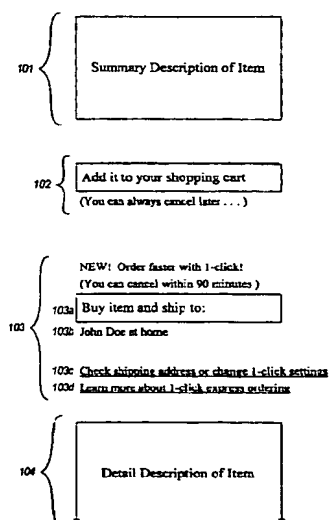 101 Summary Description of Item
102 Add it to your shopping cart
(You can always cancel later . . . )
NEW! Order faster with 1-click!
(You can cancel within 90 minutes )
103 103a Buy item and ship to:
103b John Doe at home
103c Check shipping address or change 1-click settings
103d Learn more about 1-click express ordering
104 Detail Description of Item